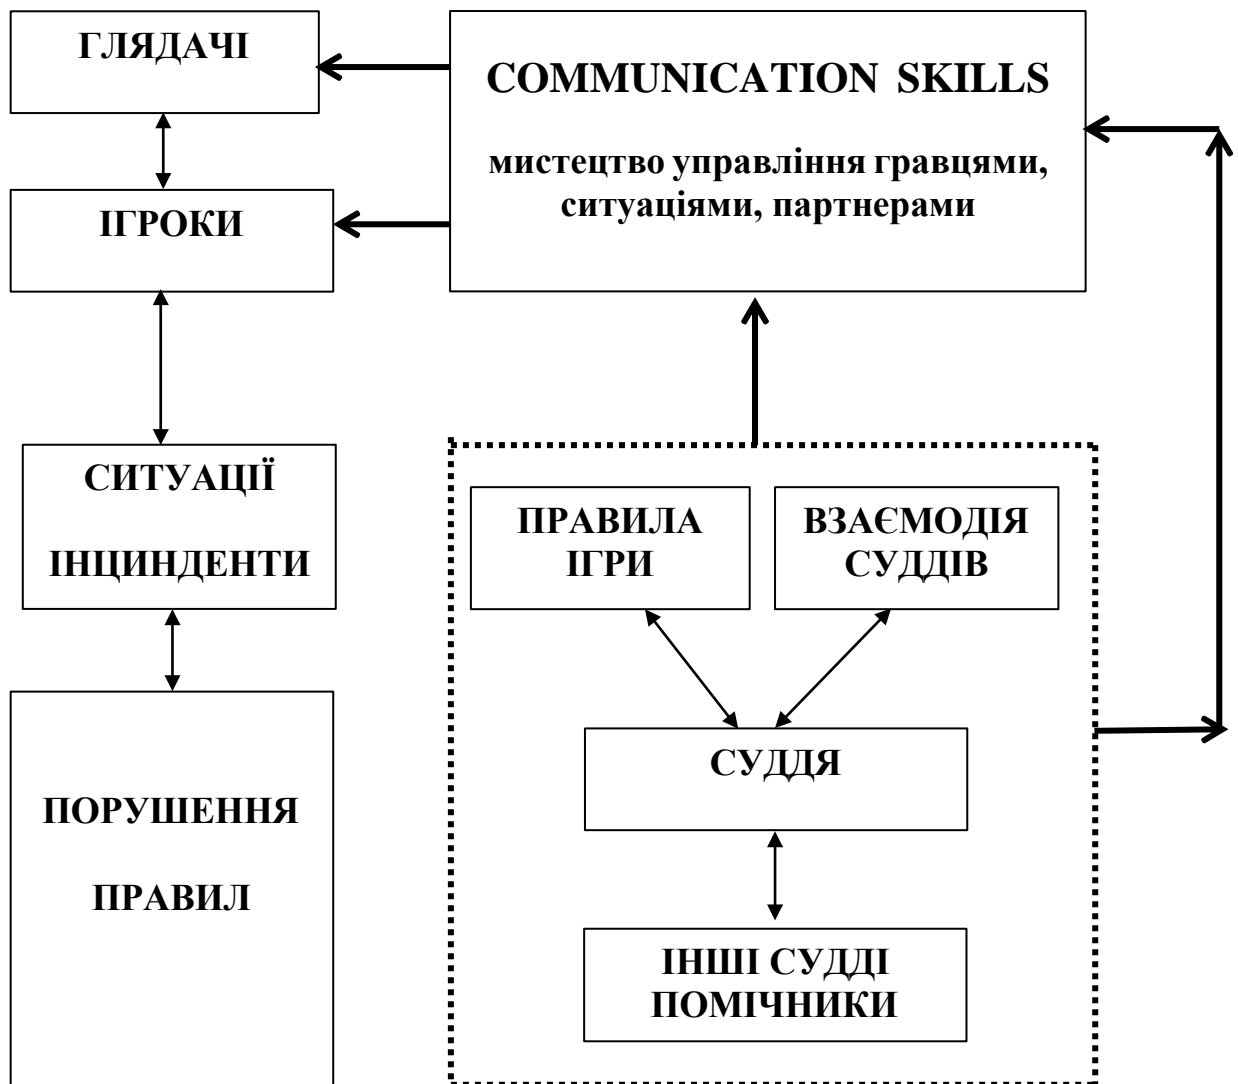 ГЛЯДАЧІ
COMMUNICATION SKILLS
мистецтво управління гравцями,
ситуаціями, партнерами
ІГРОКИ
СИТУАЦІЇ
ІНЦИНДЕНТИ
ПРАВИЛА
ІГРИ
ВЗАЄМОДІЯ
СУДДІВ
СУДДЯ
ПОРУШЕННЯ
ПРАВИЛ
ІНШІ СУДДІ
ПОМІЧНИКИ